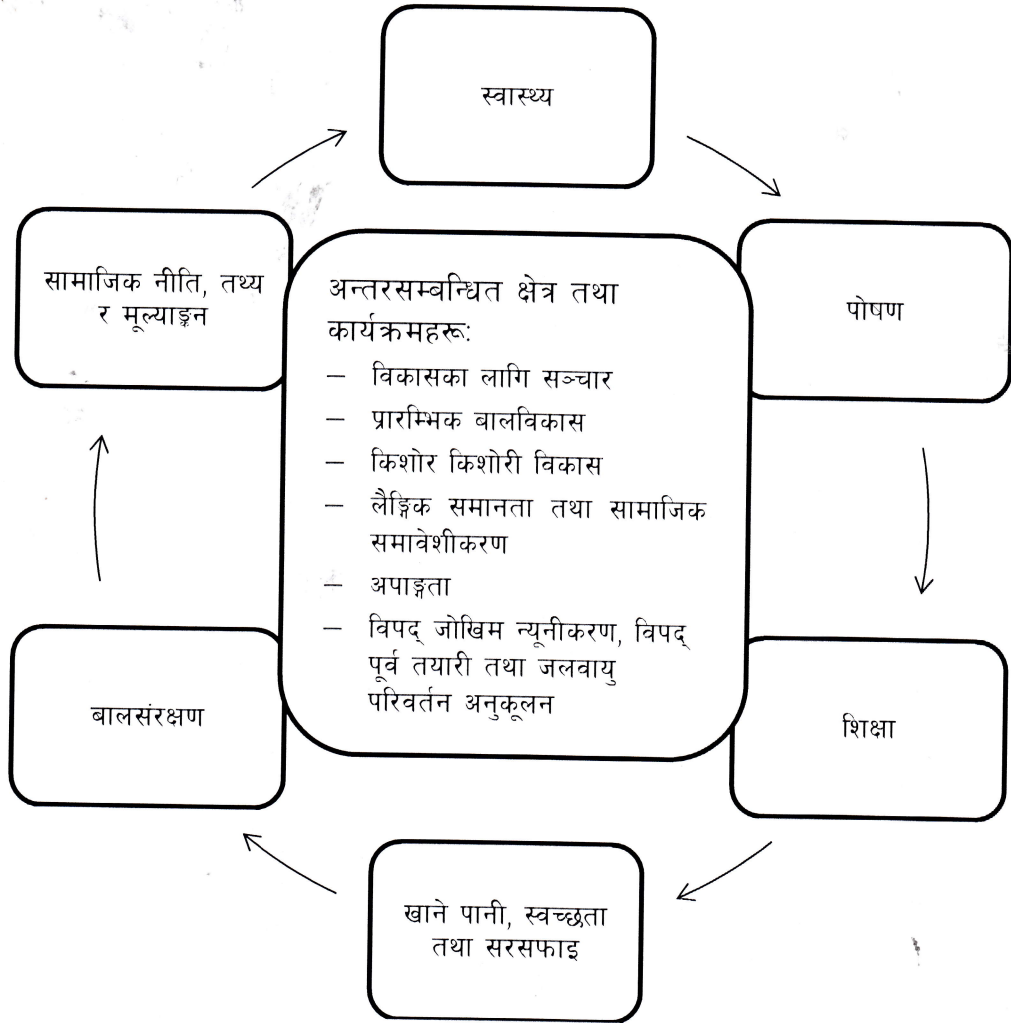 स्वास्थ्य
सामाजिक नीति, तथ्य
र मूल्याङ्कन
पोषण
अन्तरसम्बन्धित क्षेत्र तथा
कार्यक्रमहरू:
– विकासका लागि सञ्चार
– प्रारम्भिक बालविकास
– किशोर किशोरी विकास
– लैङ्गिक समानता तथा सामाजिक
समावेशीकरण
– अपाङ्गता
– विपद् जोखिम न्यूनीकरण, विपद्
पूर्व तयारी तथा जलवायु
परिवर्तन अनुकूलन
बालसंरक्षण
शिक्षा
खाने पानी, स्वच्छता
तथा सरसफाइ